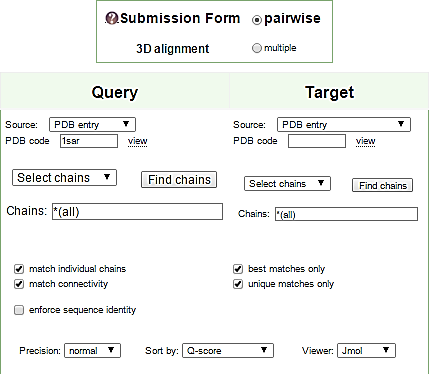 ?Submission Form pairwise
3D alignment multiple
Query Target
Source: PDB entry Source: PDB entry
PDB code 1sar view PDB code view
Select chains Find chains Select chains Find chains
Chains: *(all) Chains: *(all)
match individual chains best matches only
match connectivity unique matches only
enforce sequence identity
Precision: normal Sort by: Q-score Viewer: Jmol